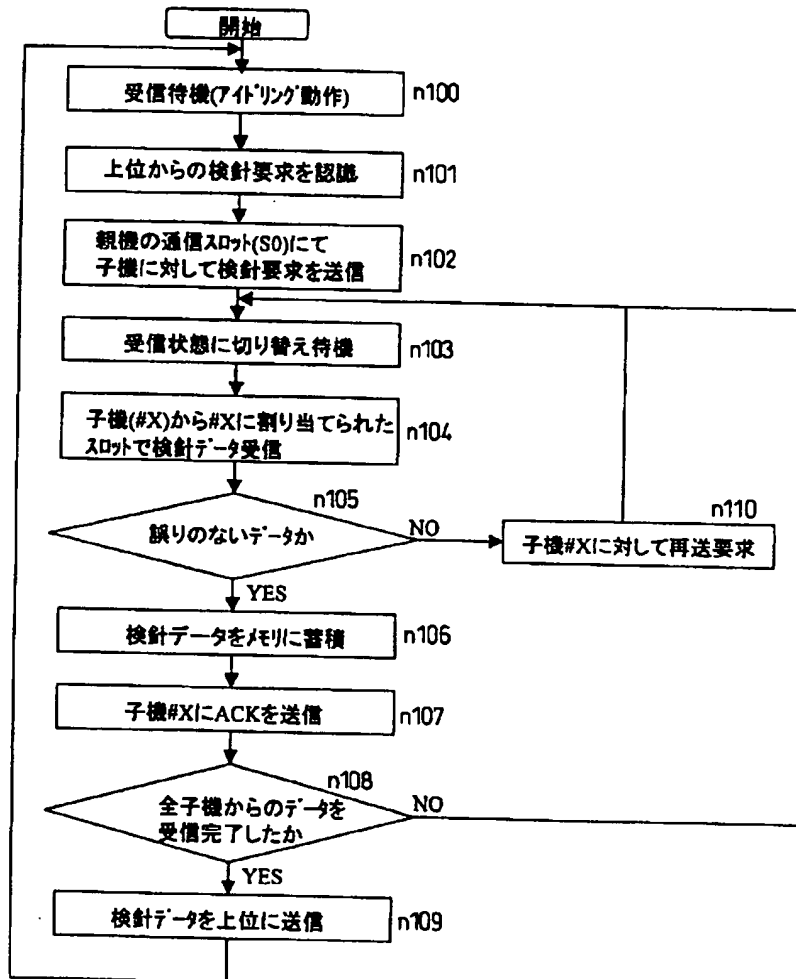 開始
受信待機(アイドリング動作)
n100
上位からの検針要求を認識
n101
親機の通信スロット(S0)にて
子機に対して検針要求を送信
n102
受信状態に切り替え待機
n103
子機(#X)から#Xに割り当てられた
スロットで検針データ受信
n104
n105
誤りのないデータか
NO
n110
子機#Xに対して再送要求
YES
検針データをメモリに蓄積
n106
子機#XにACKを送信
n107
n108
全子機からのデータを
受信完了したか
NO
YES
検針データを上位に送信
n109